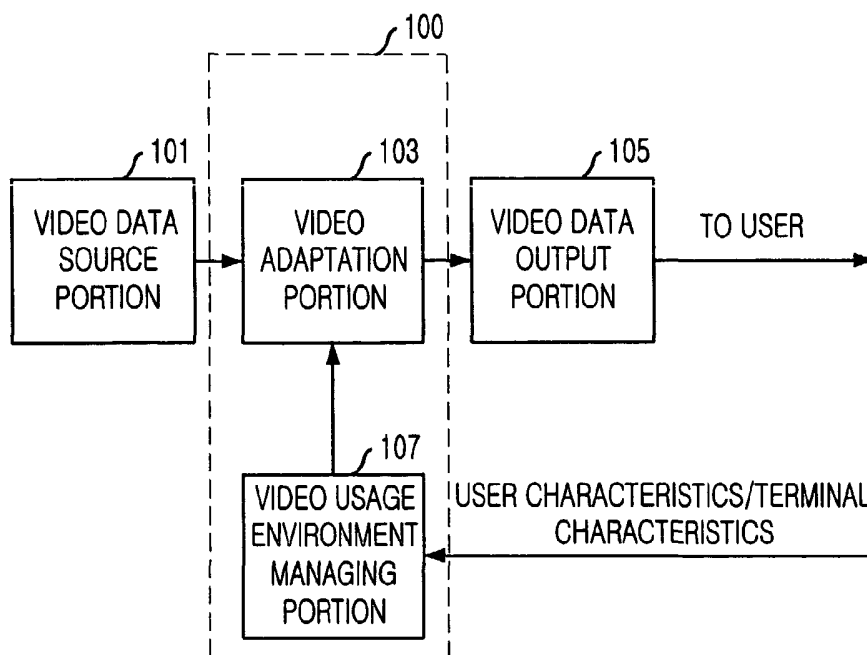 100
101
VIDEO DATA
SOURCE
PORTION
103
VIDEO
ADAPTATION
PORTION
105
VIDEO DATA
OUTPUT
PORTION
TO USER
107
VIDEO USAGE
ENVIRONMENT
MANAGING
PORTION
USER CHARACTERISTICS/TERMINAL
CHARACTERISTICS